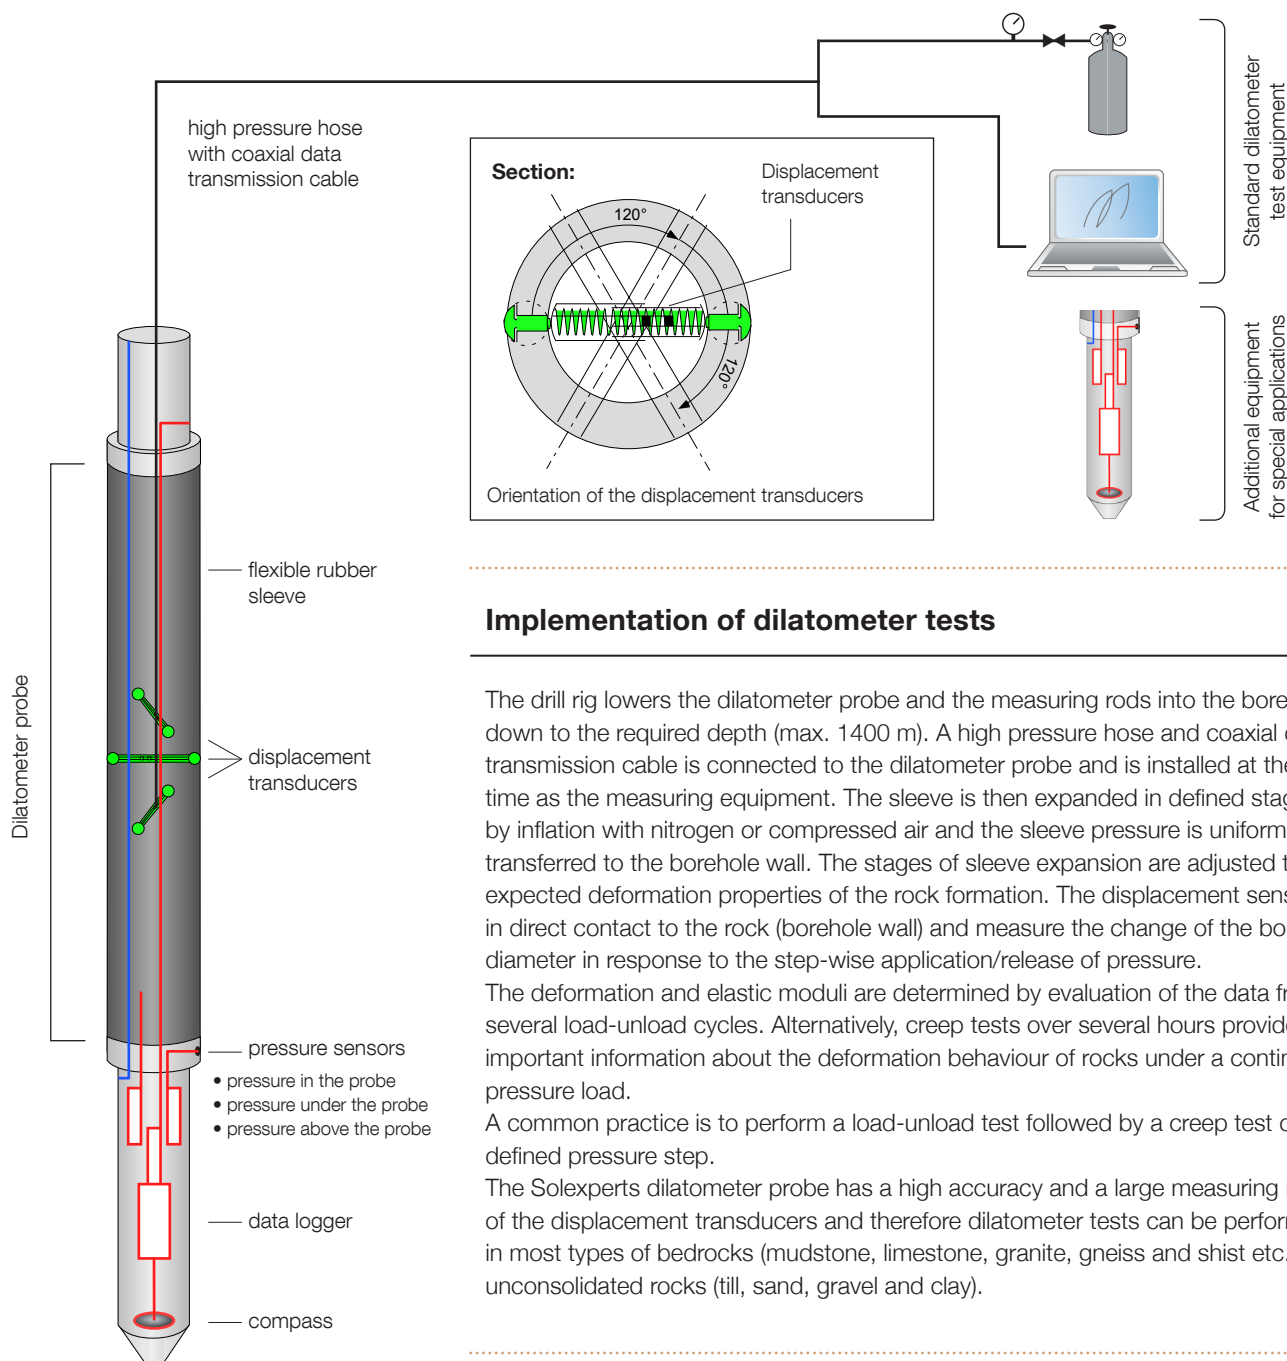 high pressure hose
with coaxial data
transmission cable
Section:
Displacement
transducers
120°
120°
Orientation of the displacement transducers
Standard dilatometer
test equipment
Additional equipment
for special applications
Dilatometer probe
flexible rubber
sleeve
displacement
transducers
pressure sensors
• pressure in the probe
• pressure under the probe
• pressure above the probe
data logger
compass
Implementation of dilatometer tests
The drill rig lowers the dilatometer probe and the measuring rods into the bore
down to the required depth (max. 1400 m). A high pressure hose and coaxial
transmission cable is connected to the dilatometer probe and is installed at the
time as the measuring equipment. The sleeve is then expanded in defined stag
by inflation with nitrogen or compressed air and the sleeve pressure is uniform
transferred to the borehole wall. The stages of sleeve expansion are adjusted t
expected deformation properties of the rock formation. The displacement sens
in direct contact to the rock (borehole wall) and measure the change of the bo
diameter in response to the step-wise application/release of pressure.
The deformation and elastic moduli are determined by evaluation of the data fr
several load-unload cycles. Alternatively, creep tests over several hours provide
important information about the deformation behaviour of rocks under a contin
pressure load.
A common practice is to perform a load-unload test followed by a creep test
defined pressure step.
The Solexperts dilatometer probe has a high accuracy and a large measuring
of the displacement transducers and therefore dilatometer tests can be perform
in most types of bedrocks (mudstone, limestone, granite, gneiss and shist etc.
unconsolidated rocks (till, sand, gravel and clay).